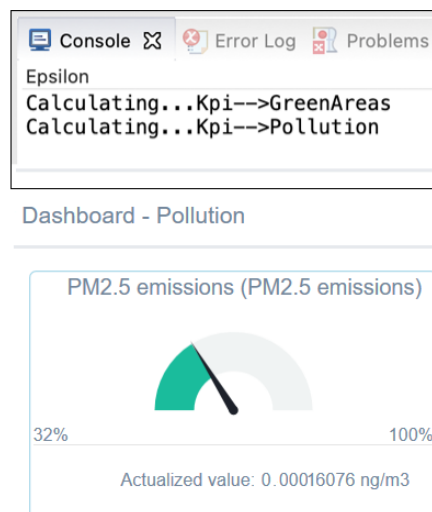 Console Error Log Problems
Epsilon
Calculating...Kpi-->GreenAreas
Calculating...Kpi-->Pollution
Dashboard - Pollution
PM2.5 emissions (PM2.5 emissions)
32% 100%
Actualized value: 0.00016076 ng/m3